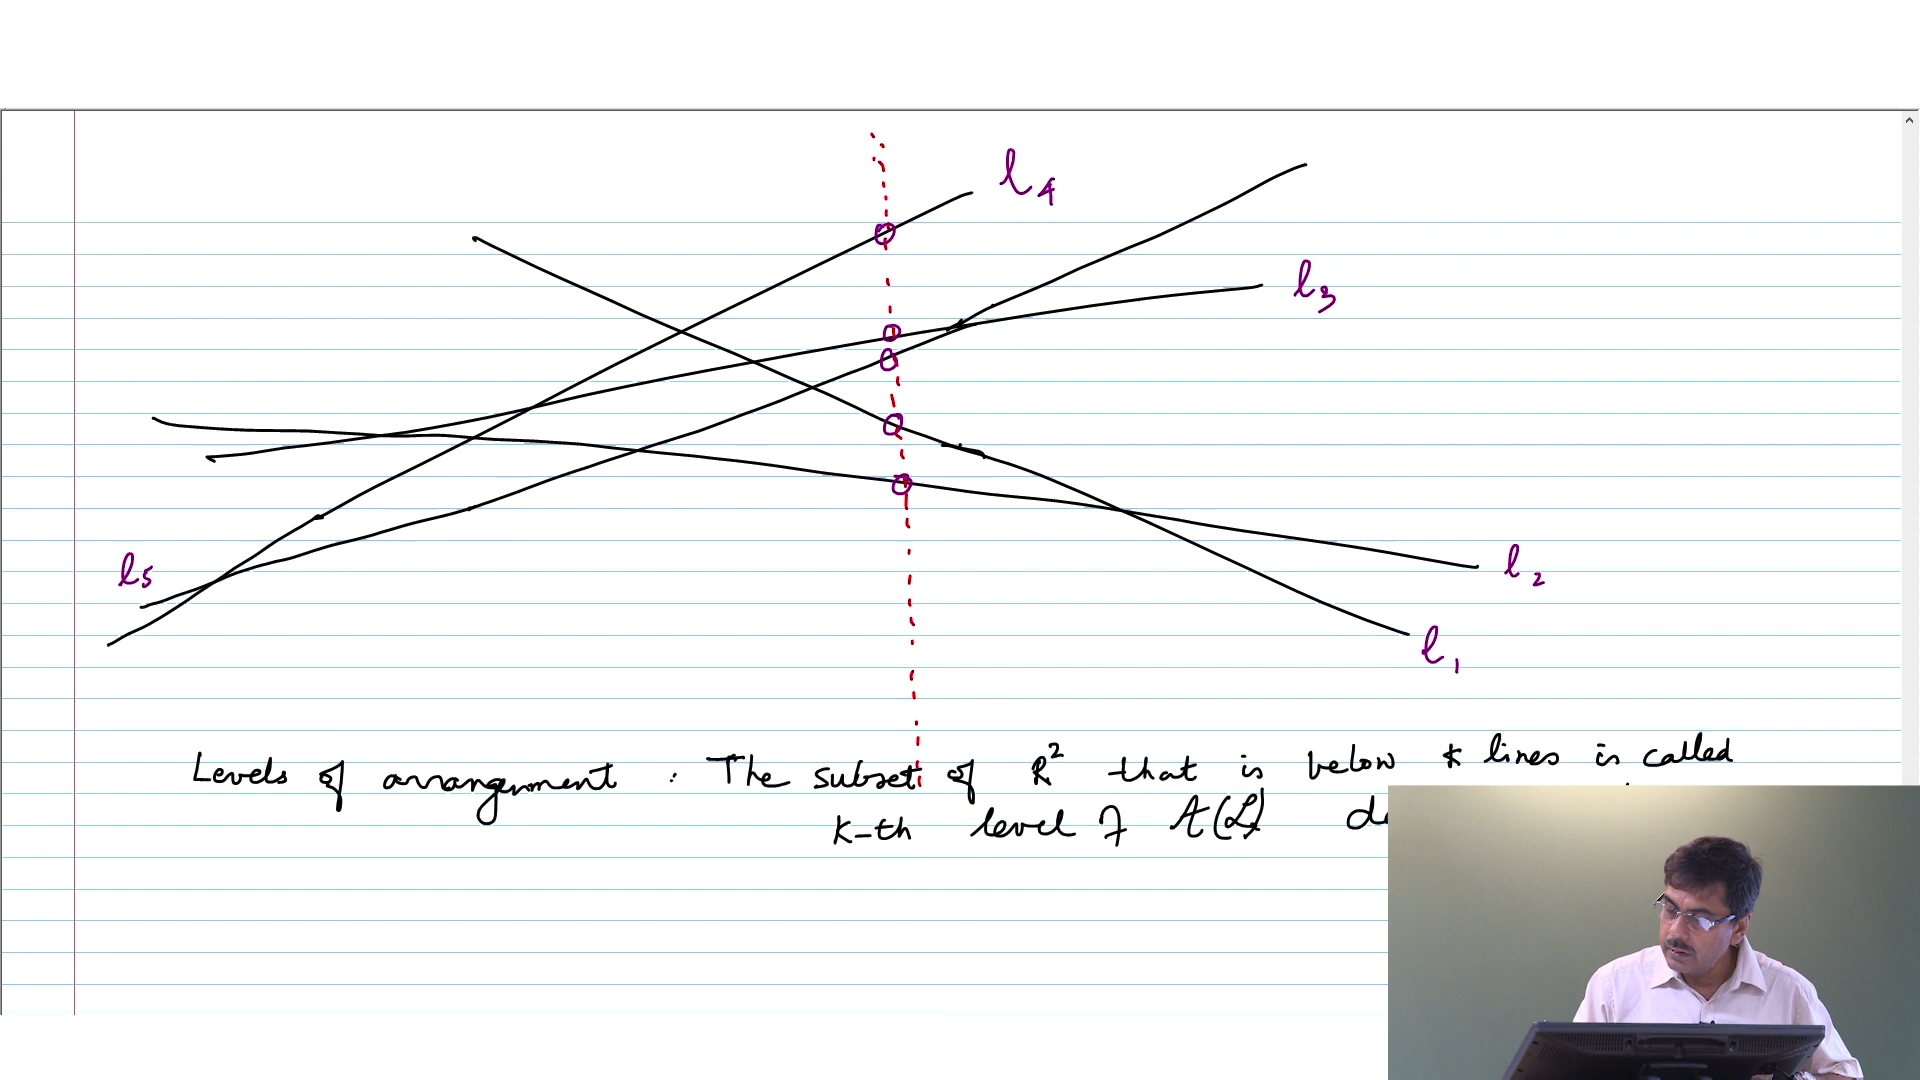 l4
l3
l5
l2
l1
Levels of arrangement : The subset of R² that is below k lines is called
k-th level of A(L)